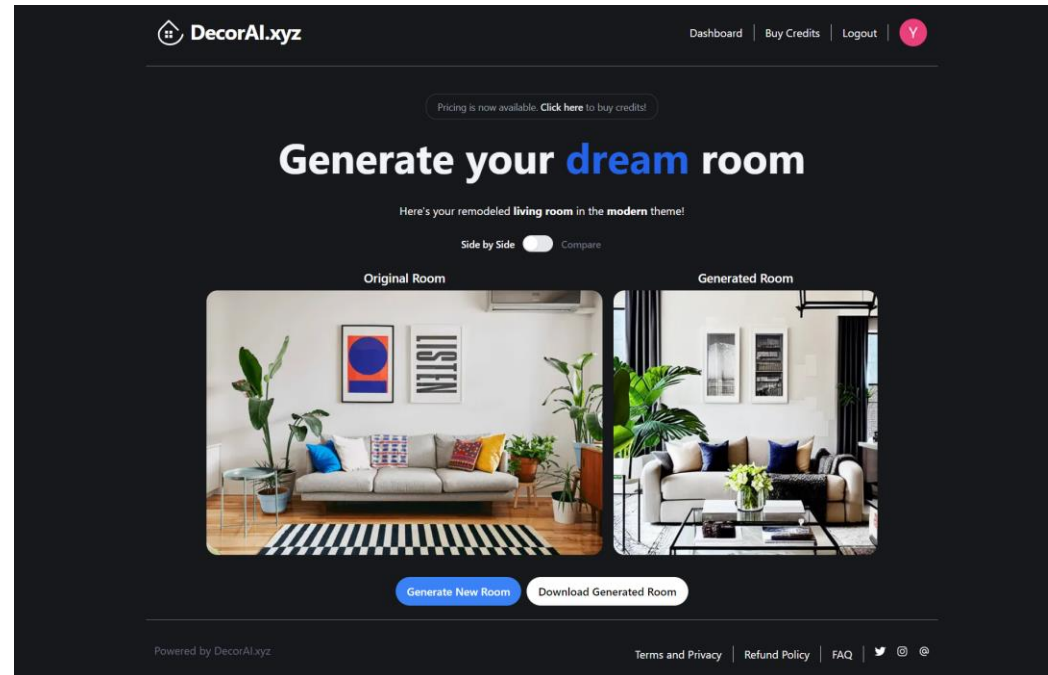 DecorAI.xyz
Dashboard
Buy Credits
Logout
Y
Pricing is now available. Click here to buy credits!
Generate your dream room
Here's your remodeled living room in the modern theme!
Side by Side
Compare
Original Room
Generated Room
LISTEN
Generate New Room
Download Generated Room
Powered by DecorAI.xyz
Terms and Privacy
Refund Policy
FAQ